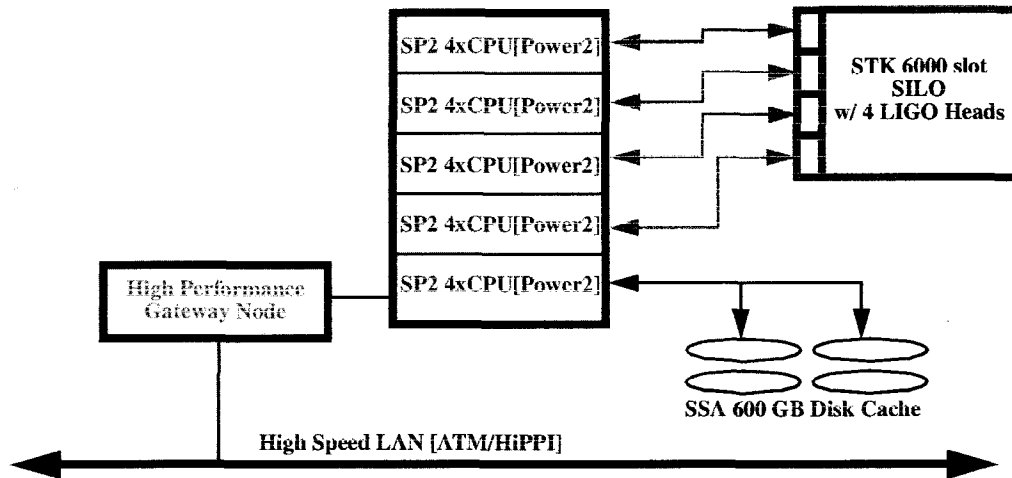 SP2 4xCPU[Power2]
SP2 4xCPU[Power2]
SP2 4xCPU[Power2]
SP2 4xCPU[Power2]
SP2 4xCPU[Power2]
STK 6000 slot
SILO
w/ 4 LIGO Heads
High Performance
Gateway Node
SSA 600 GB Disk Cache
High Speed LAN [ATM/HiPPI]